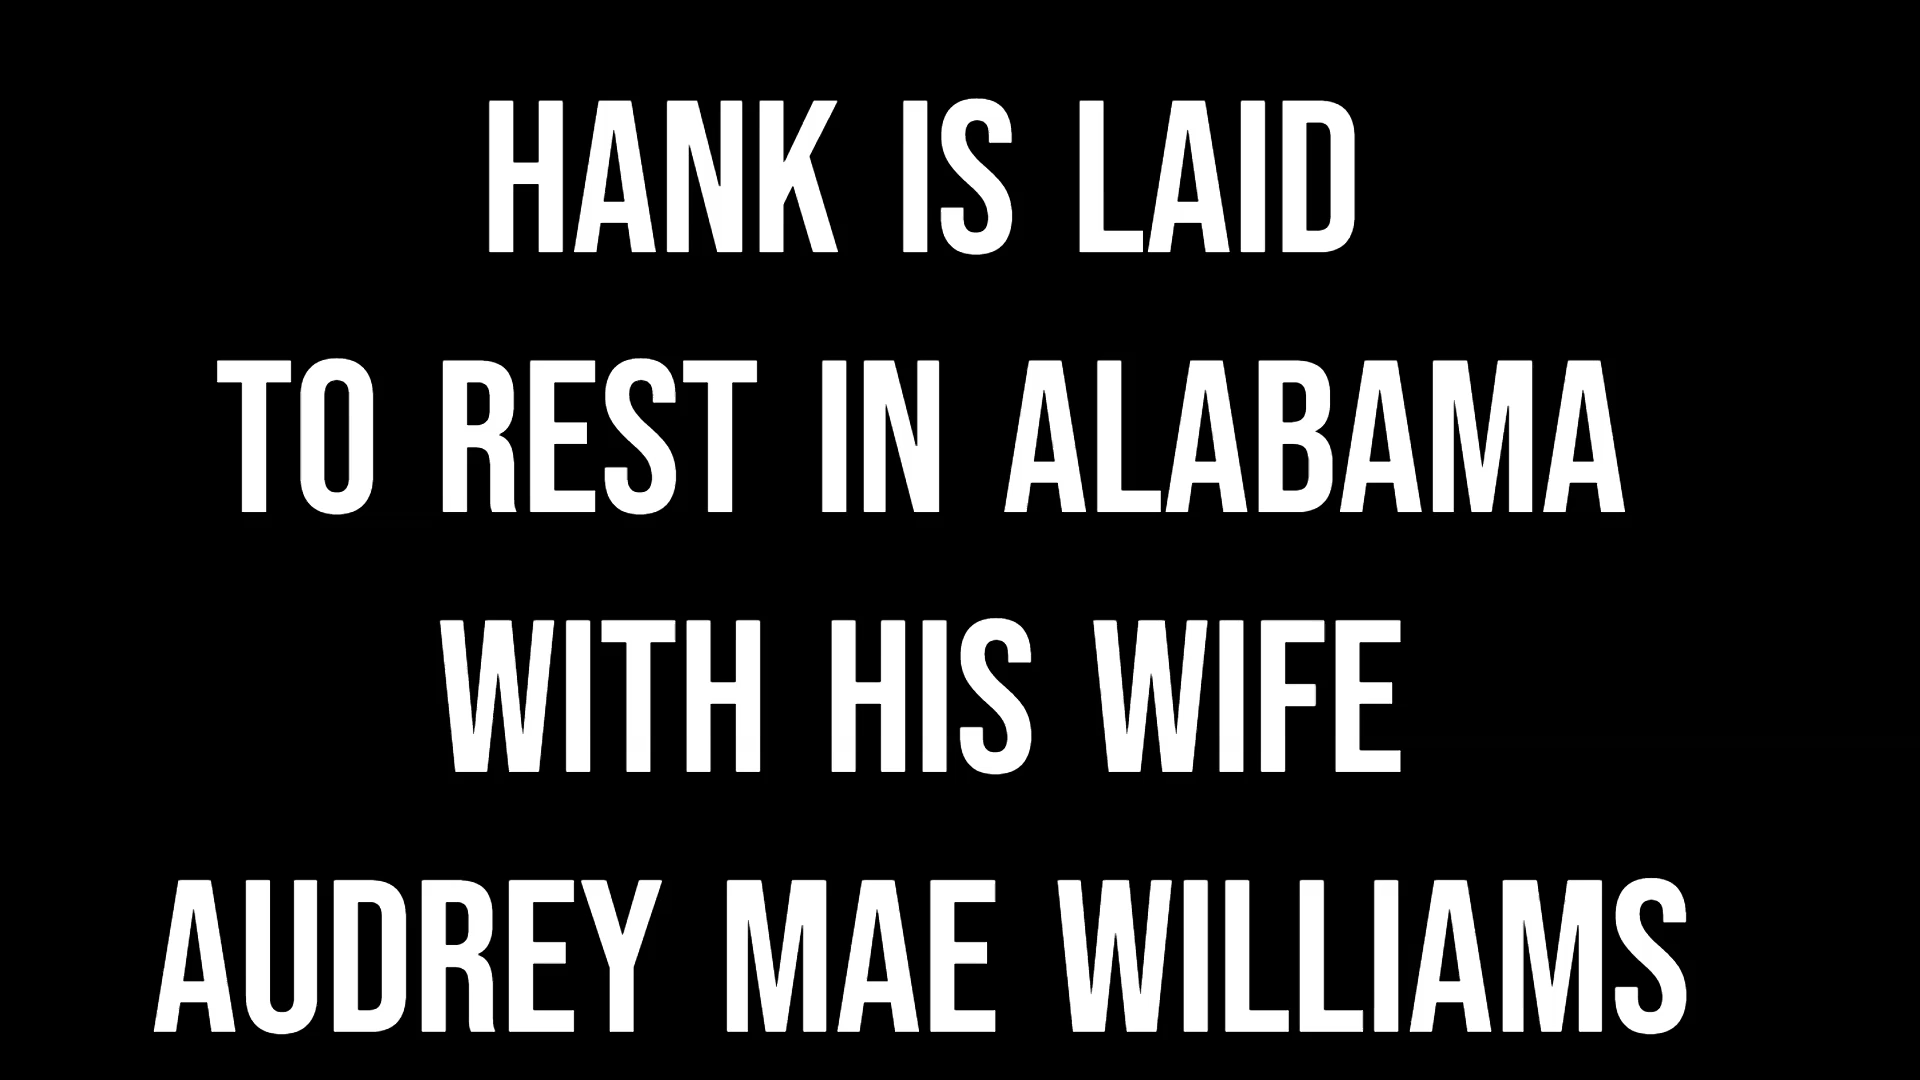 HANK IS LAID
TO REST IN ALABAMA
WITH HIS WIFE
AUDREY MAE WILLIAMS